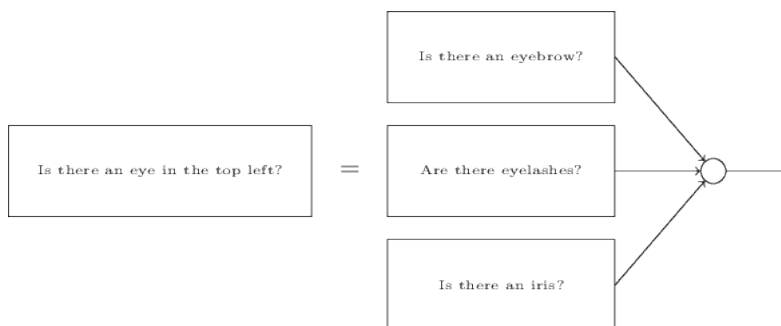 Is there an eyebrow?
Is there an eye in the top left?
=
Are there eyelashes?
Is there an iris?